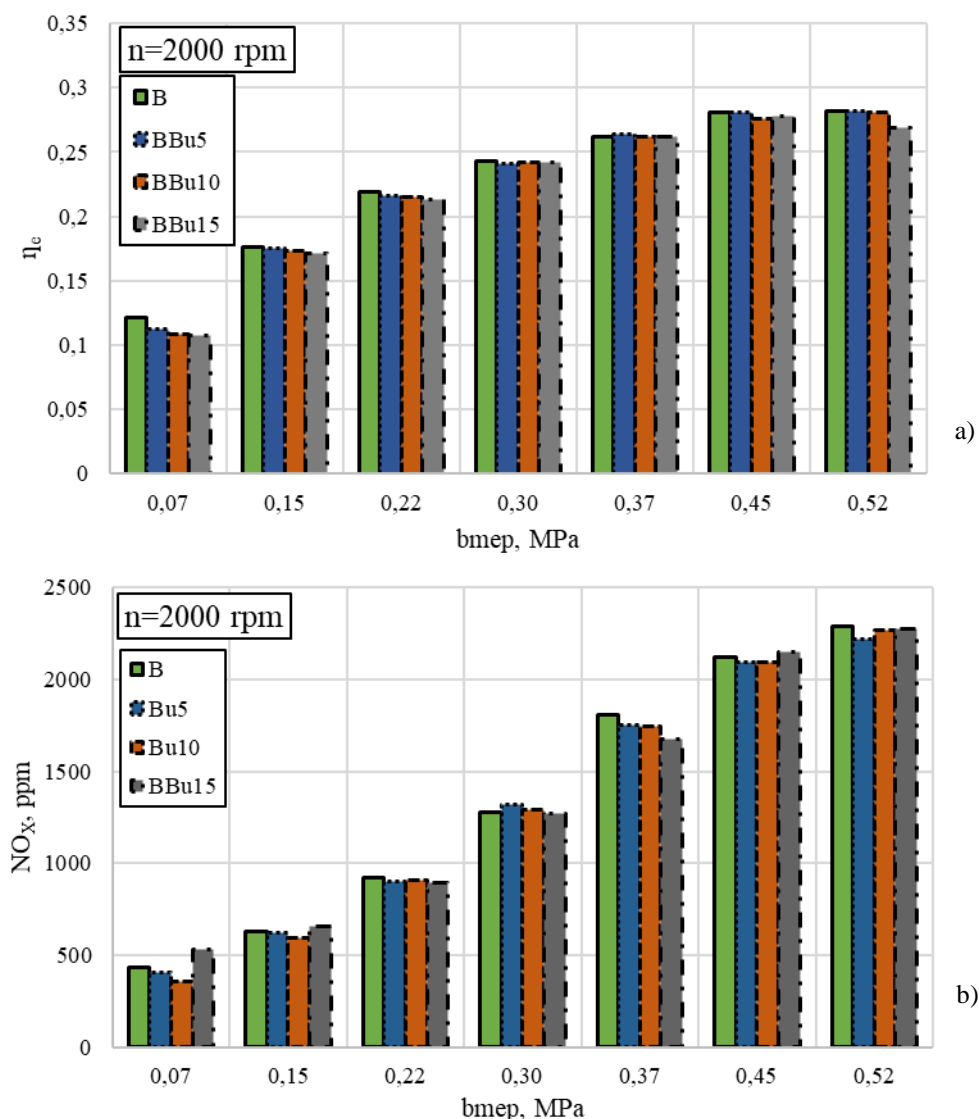 0,35
0,3
0,25
0,2
0,15
0,1
0,05
0
ηe
n=2000 rpm
B
BBu5
BBu10
BBu15
0,07 0,15 0,22 0,30 0,37 0,45 0,52
bmep, MPa
a)
2500
2000
1500
1000
500
0
NOX, ppm
n=2000 rpm
B
Bu5
Bu10
BBu15
0,07 0,15 0,22 0,30 0,37 0,45 0,52
bmep, MPa
b)